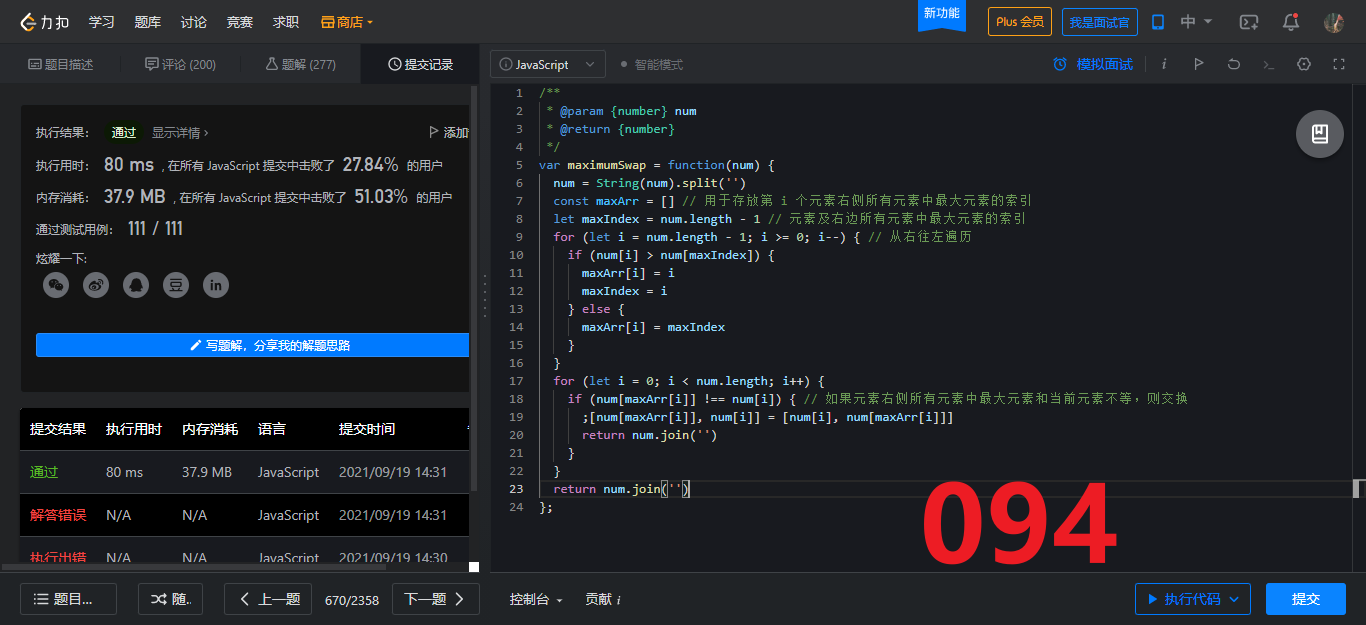 力扣 学习 题库 讨论 竞赛 求职 商店 新功能 Plus 会员 我是面试官 中
题目描述 评论 (200) 题解 (277) 提交记录 JavaScript 智能模式 模拟面试 i
执行结果： 通过 显示详情 › 添加
执行用时： 80 ms , 在所有 JavaScript 提交中击败了 27.84% 的用户
内存消耗： 37.9 MB , 在所有 JavaScript 提交中击败了 51.03% 的用户
通过测试用例： 111 / 111
炫耀一下:
豆 in
写题解，分享我的解题思路
提交结果 执行用时 内存消耗 语言 提交时间
通过 80 ms 37.9 MB JavaScript 2021/09/19 14:31
解答错误 N/A N/A JavaScript 2021/09/19 14:31
执行出错 N/A N/A JavaScript 2021/09/19 14:30
1 /**
2  * @param {number} num
3  * @return {number}
4  */
5 var maximumSwap = function(num) {
6   num = String(num).split('')
7   const maxArr = [] // 用于存放第 i 个元素右侧所有元素中最大元素的索引
8   let maxIndex = num.length - 1 // 元素及右边所有元素中最大元素的索引
9   for (let i = num.length - 1; i >= 0; i--) { // 从右往左遍历
10     if (num[i] > num[maxIndex]) {
11       maxArr[i] = i
12       maxIndex = i
13     } else {
14       maxArr[i] = maxIndex
15     }
16   }
17   for (let i = 0; i < num.length; i++) {
18     if (num[maxArr[i]] !== num[i]) { // 如果元素右侧所有元素中最大元素和当前元素不等，则交换
19       ;[num[maxArr[i]], num[i]] = [num[i], num[maxArr[i]]]
20       return num.join('')
21     }
22   }
23   return num.join('')
24 };
094
题目... 随. 上一题 670/2358 下一题 控制台 贡献 i 执行代码 提交